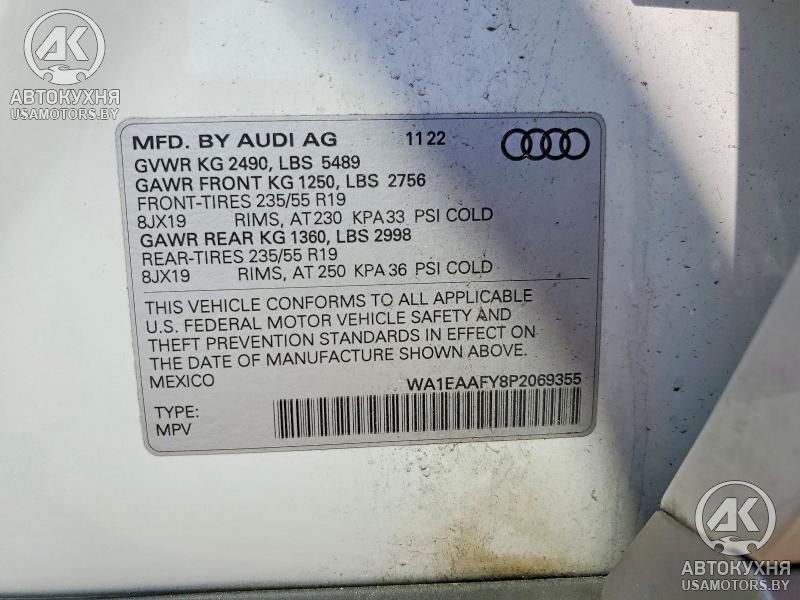 AK
АВТОКУХНЯ
USAMOTORS.BY
MFD. BY AUDI AG 11 22
GVWR KG 2490, LBS 5489
GAWR FRONT KG 1250, LBS 2756
FRONT-TIRES 235/55 R19
8JX19 RIMS, AT 230 KPA 33 PSI COLD
GAWR REAR KG 1360, LBS 2998
REAR-TIRES 235/55 R19
8JX19 RIMS, AT 250 KPA 36 PSI COLD
THIS VEHICLE CONFORMS TO ALL APPLICABLE
U.S. FEDERAL MOTOR VEHICLE SAFETY AND
THEFT PREVENTION STANDARDS IN EFFECT ON
THE DATE OF MANUFACTURE SHOWN ABOVE.
MEXICO WA1EAAFY8P2069355
TYPE:
MPV
AK
АВТОКУХНЯ
USAMOTORS.BY